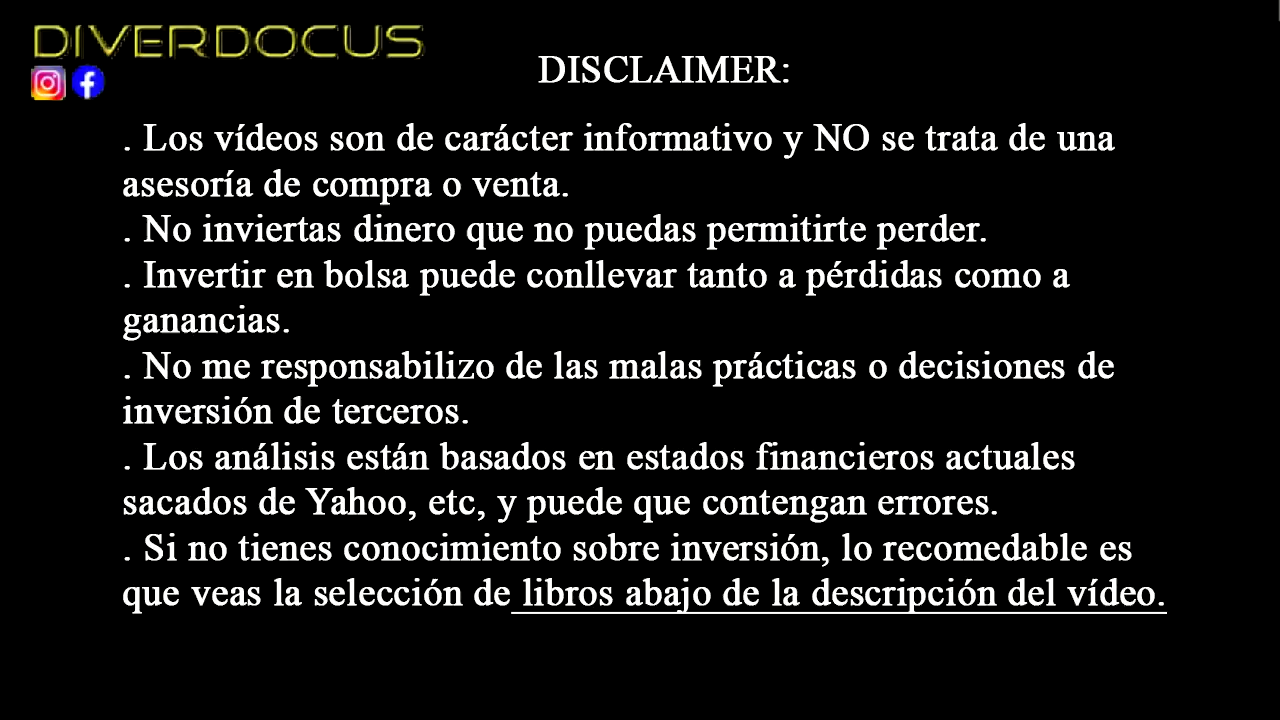 DIVERDOCUS
DISCLAIMER:
. Los vídeos son de carácter informativo y NO se trata de una
asesoría de compra o venta.
. No inviertas dinero que no puedas permitirte perder.
. Invertir en bolsa puede conllevar tanto a pérdidas como a
ganancias.
. No me responsabilizo de las malas prácticas o decisiones de
inversión de terceros.
. Los análisis están basados en estados financieros actuales
sacados de Yahoo, etc, y puede que contengan errores.
. Si no tienes conocimiento sobre inversión, lo recomedable es
que veas la selección de libros abajo de la descripción del vídeo.